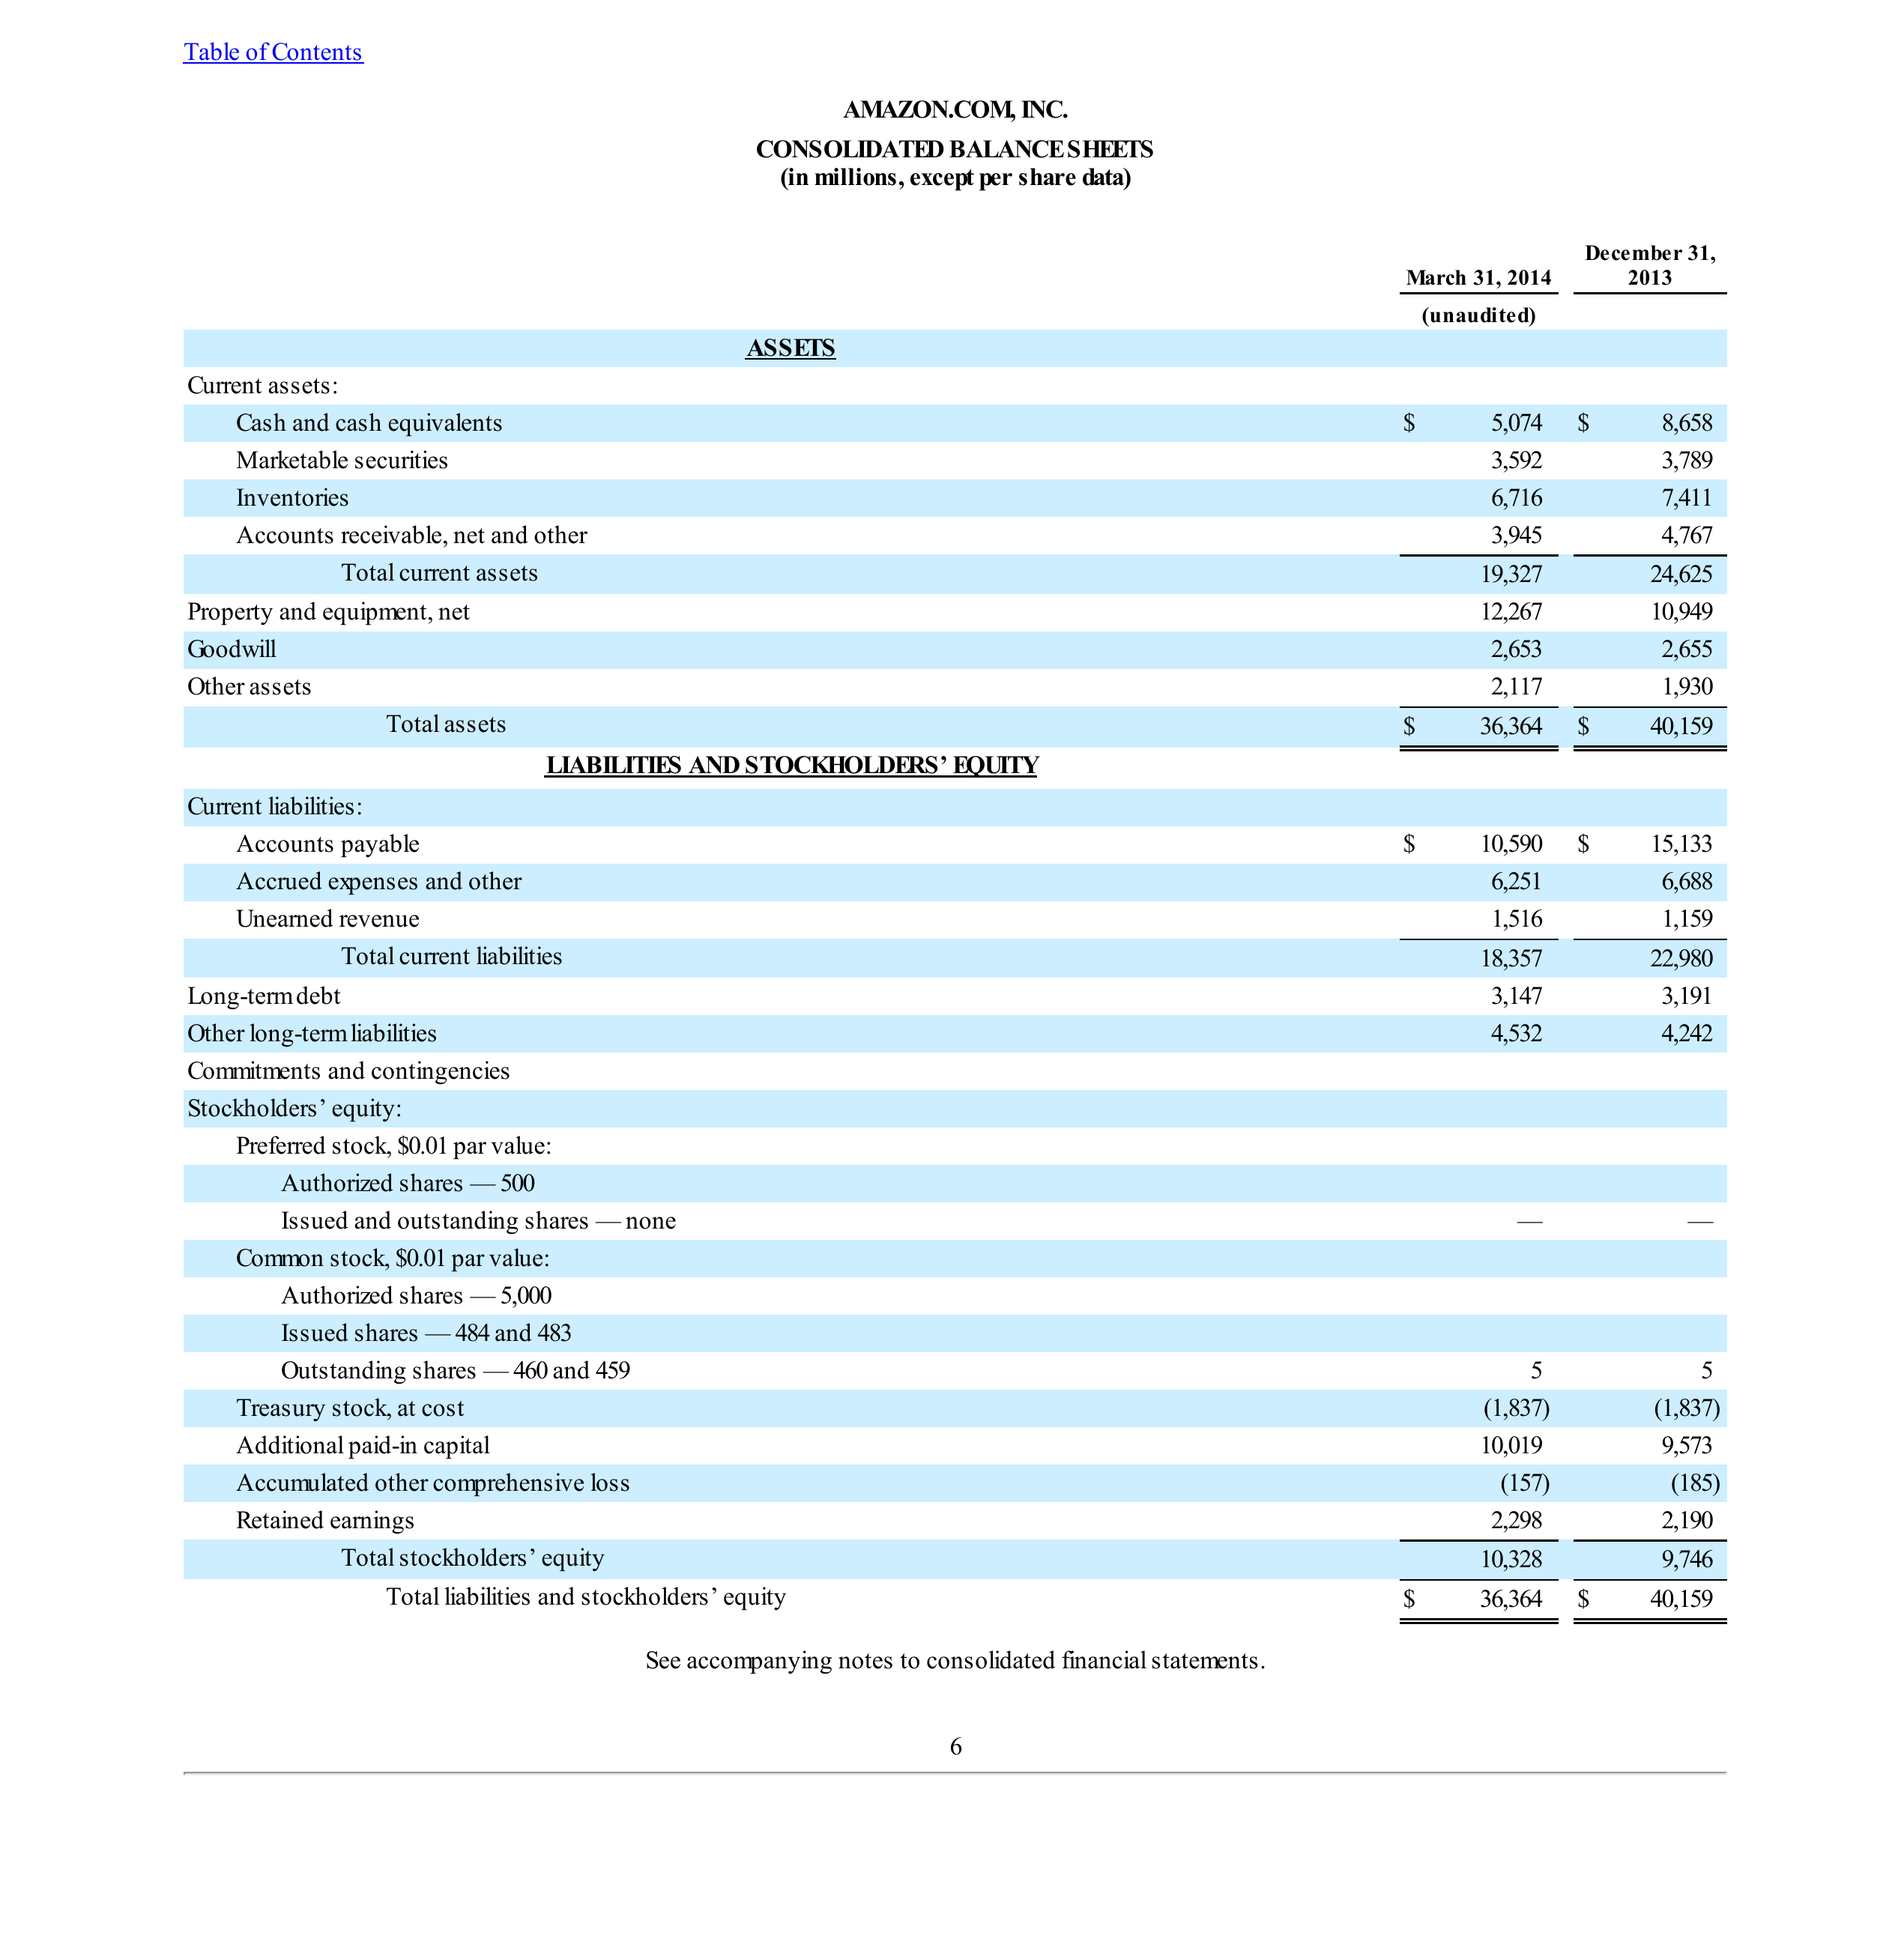 Table of Contents
AMAZON.COM, INC.
CONSOLIDATED BALANCE SHEETS
(in millions, except per share data)
March 31, 2014 December 31, 2013
(unaudited)
ASSETS
Current assets:
Cash and cash equivalents $ 5,074 $ 8,658
Marketable securities 3,592 3,789
Inventories 6,716 7,411
Accounts receivable, net and other 3,945 4,767
Total current assets 19,327 24,625
Property and equipment, net 12,267 10,949
Goodwill 2,653 2,655
Other assets 2,117 1,930
Total assets $ 36,364 $ 40,159
LIABILITIES AND STOCKHOLDERS’ EQUITY
Current liabilities:
Accounts payable $ 10,590 $ 15,133
Accrued expenses and other 6,251 6,688
Unearned revenue 1,516 1,159
Total current liabilities 18,357 22,980
Long-term debt 3,147 3,191
Other long-term liabilities 4,532 4,242
Commitments and contingencies
Stockholders’ equity:
Preferred stock, $0.01 par value:
Authorized shares — 500
Issued and outstanding shares — none — —
Common stock, $0.01 par value:
Authorized shares — 5,000
Issued shares — 484 and 483
Outstanding shares — 460 and 459 5 5
Treasury stock, at cost (1,837) (1,837)
Additional paid-in capital 10,019 9,573
Accumulated other comprehensive loss (157) (185)
Retained earnings 2,298 2,190
Total stockholders’ equity 10,328 9,746
Total liabilities and stockholders’ equity $ 36,364 $ 40,159
See accompanying notes to consolidated financial statements.
6